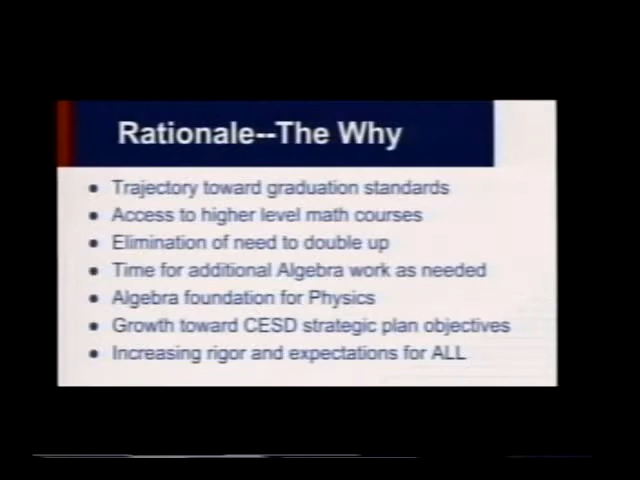 Rationale--The Why
● Trajectory toward graduation standards
● Access to higher level math courses
● Elimination of need to double up
● Time for additional Algebra work as needed
● Algebra foundation for Physics
● Growth toward CESD strategic plan objectives
● Increasing rigor and expectations for ALL